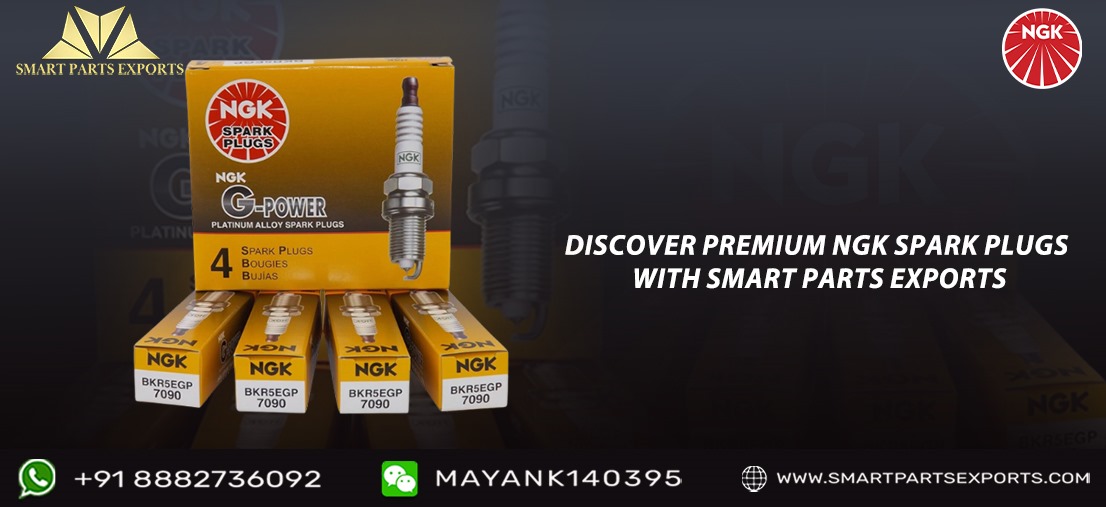 SMART PARTS EXPORTS
NGK
NGK
SPARK
PLUGS
NGK
G-POWER
PLATINUM ALLOY SPARK PLUGS
4 SPARK PLUGS
BOUGIES
BUJÍAS
NGK
DISCOVER PREMIUM NGK SPARK PLUGS
WITH SMART PARTS EXPORTS
NGK
BKR5EGP
7090
NGK
BKR5EGP
7090
NGK
BKR5EGP
7090
NGK
BKR5EGP
7090
+91 8882736092
MAYANK140395
WWW.SMARTPARTSEXPORTS.COM